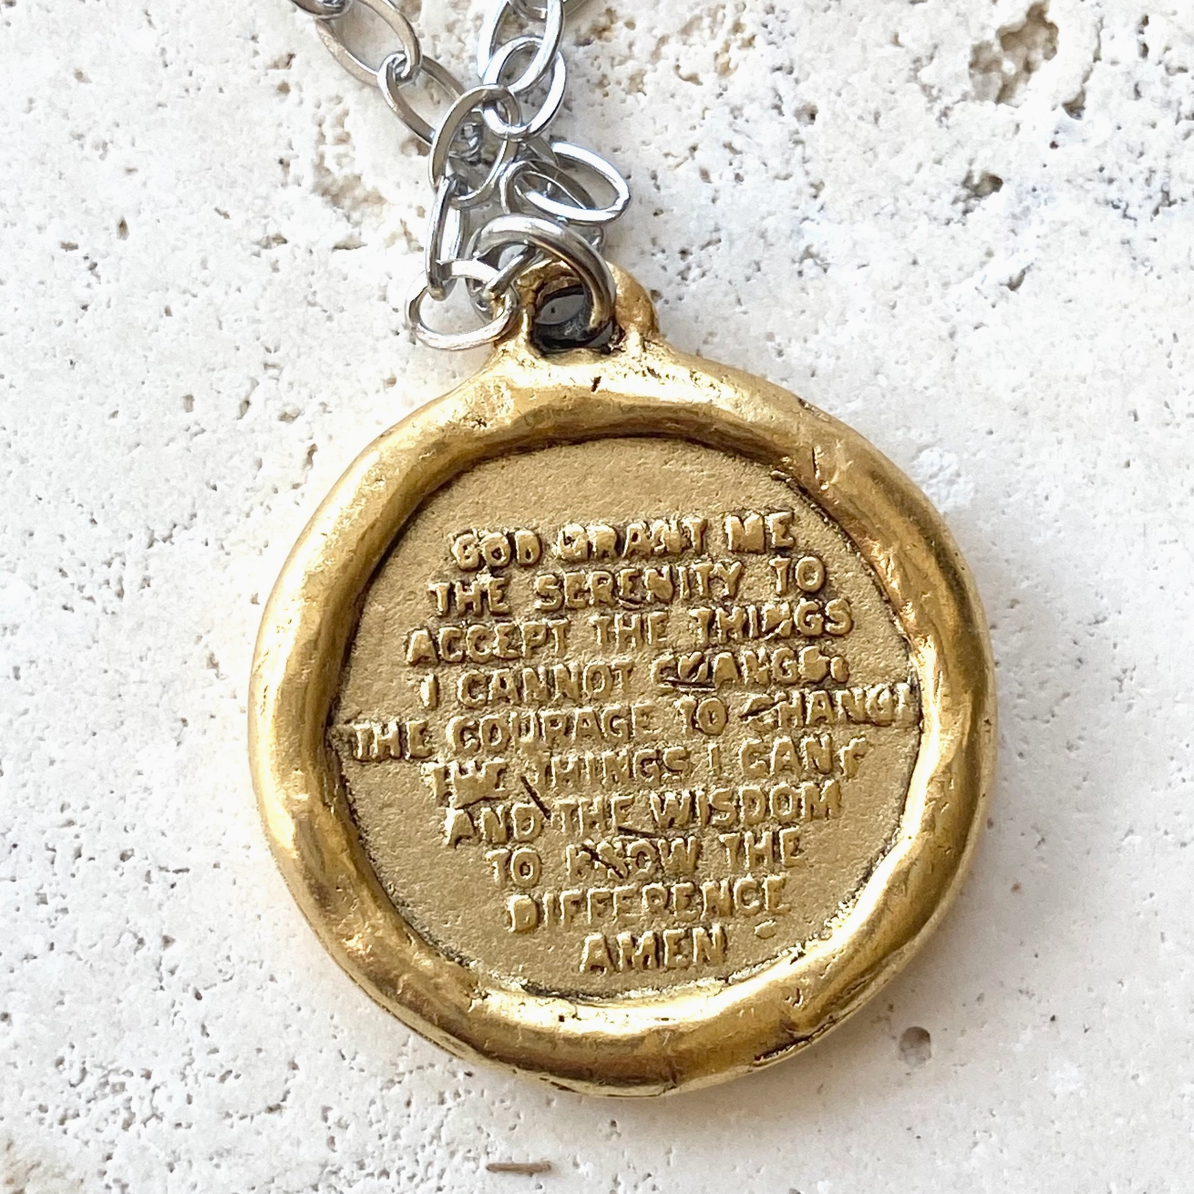 GOD GRANT ME
THE SERENITY TO
ACCEPT THE THINGS
I CANNOT CHANGE;
THE COURAGE TO CHANGE
THE THINGS I CAN;
AND THE WISDOM
TO KNOW THE
DIFFERENCE
AMEN